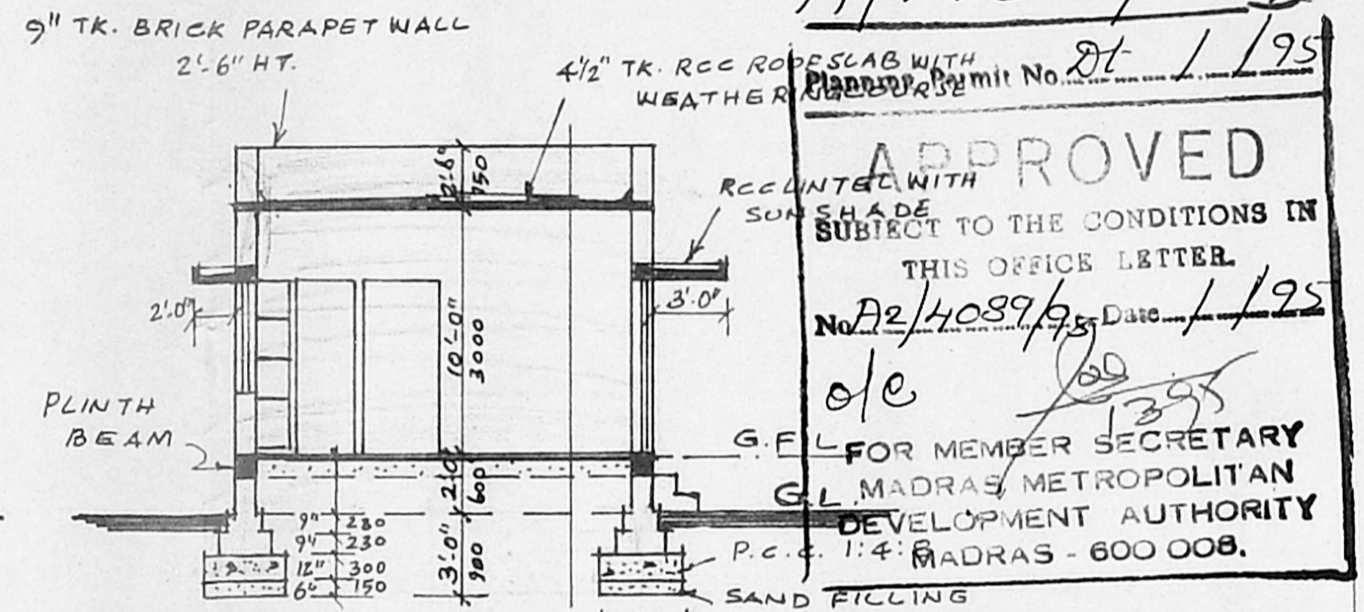 9" TK. BRICK PARAPET WALL
2'-6" HT.
4½" TK. RCC ROOF SLAB WITH
WEATHERING COURSE
RCC LINTEL WITH
SUN SHADE
2'-6"
750
2'-0"
3'-0"
10'-0"
3000
PLINTH
BEAM
G.F.L
G.L.
2'-0"
600
3'-0"
900
9" 230
9" 230
12" 300
6" 150
P.C.C. 1:4:8
SAND FILLING
Planning Permit No. Dt 1 / 95
APPROVED
SUBJECT TO THE CONDITIONS IN
THIS OFFICE LETTER.
No A2/4089/95 Date 1 / 95
o/c
FOR MEMBER SECRETARY
MADRAS METROPOLITAN
DEVELOPMENT AUTHORITY
MADRAS - 600 008.